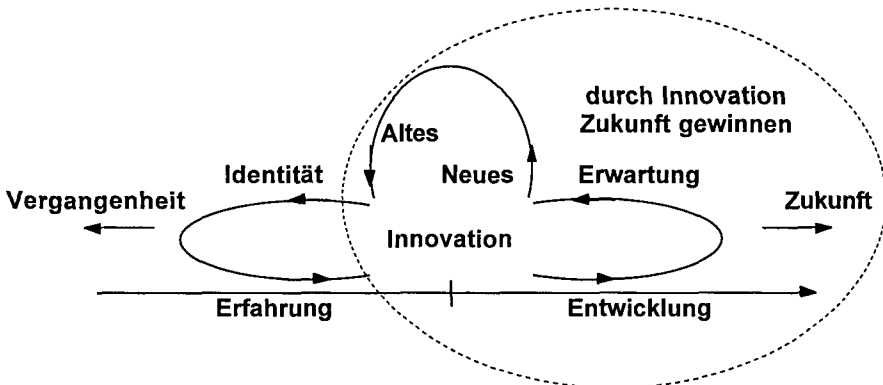 durch Innovation
Zukunft gewinnen
Altes
Identität
Neues
Erwartung
Vergangenheit
Zukunft
Innovation
Erfahrung
Entwicklung